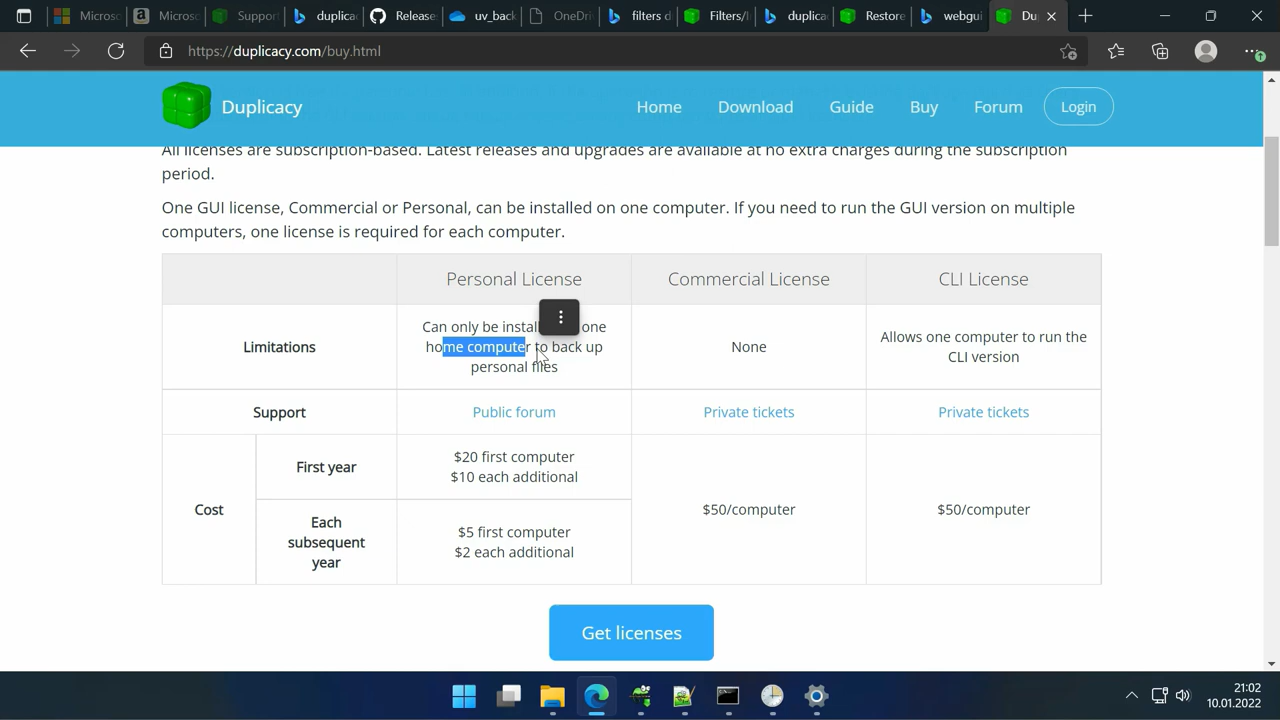 Microso
Microso
Support
duplicac
Release
uv_back
OneDri
filters d
Filters/I
duplica
Restore
webgui
Du
https://duplicacy.com/buy.html
Duplicacy
Home
Download
Guide
Buy
Forum
Login
All licenses are subscription-based. Latest releases and upgrades are available at no extra charges during the subscription
period.
One GUI license, Commercial or Personal, can be installed on one computer. If you need to run the GUI version on multiple
computers, one license is required for each computer.
Personal License
Commercial License
CLI License
Limitations
Can only be install one
home computer to back up
personal files
None
Allows one computer to run the
CLI version
Support
Public forum
Private tickets
Private tickets
Cost
First year
$20 first computer
$10 each additional
Each
subsequent
year
$5 first computer
$2 each additional
$50/computer
$50/computer
Get licenses
21:02
10.01.2022